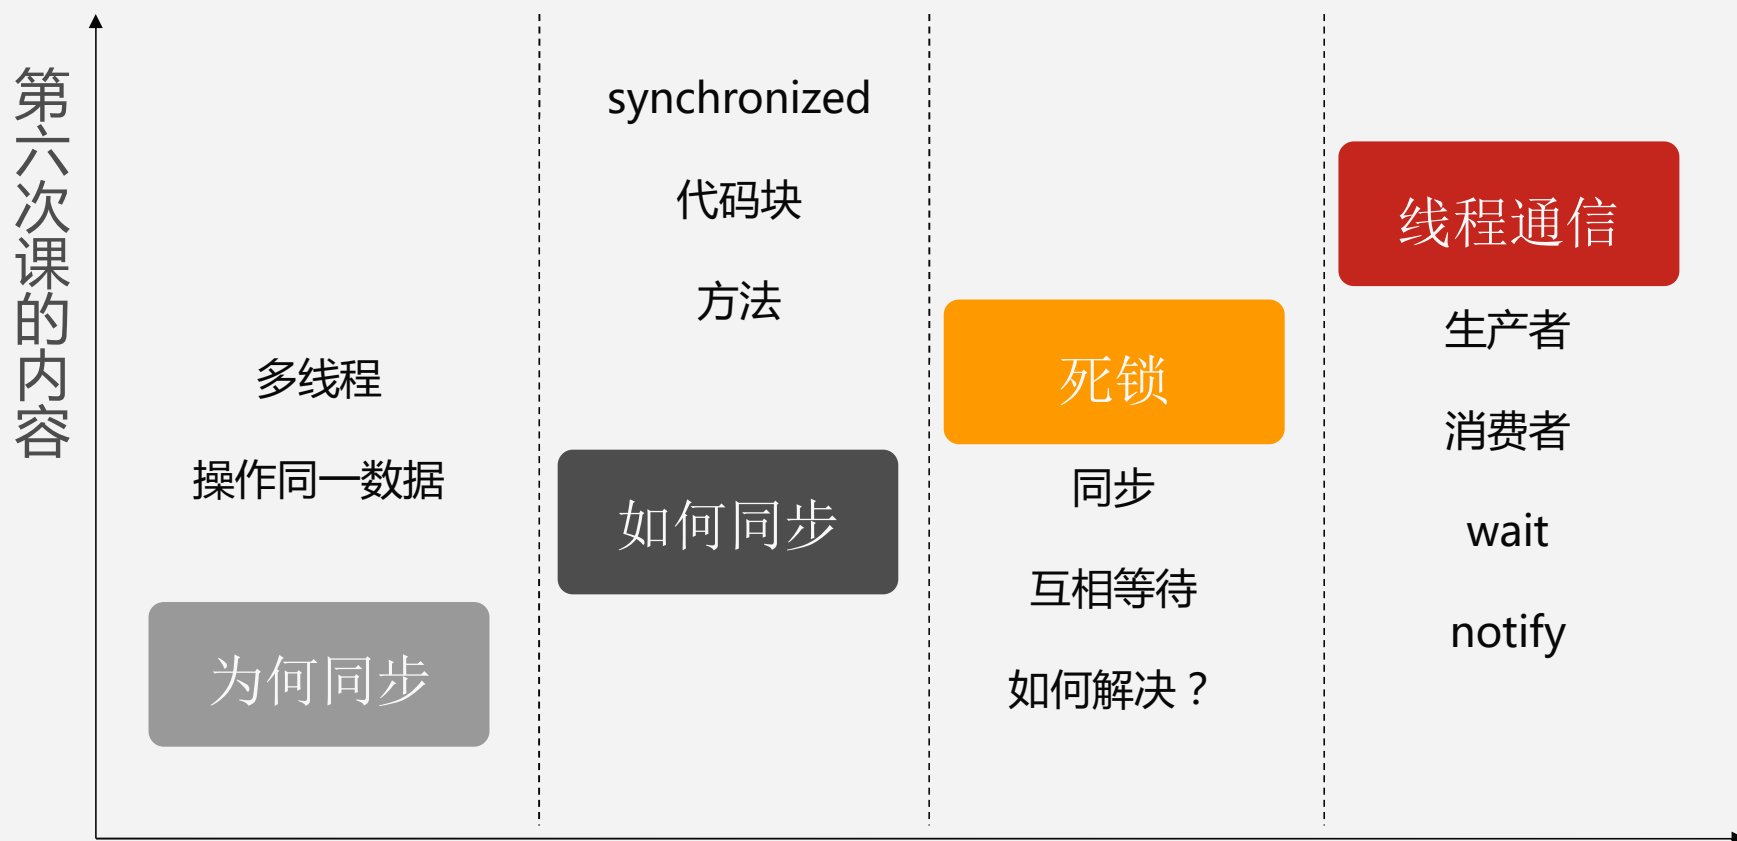 第六次课的内容
多线程
操作同一数据
为何同步
synchronized
代码块
方法
如何同步
死锁
同步
互相等待
如何解决？
线程通信
生产者
消费者
wait
notify